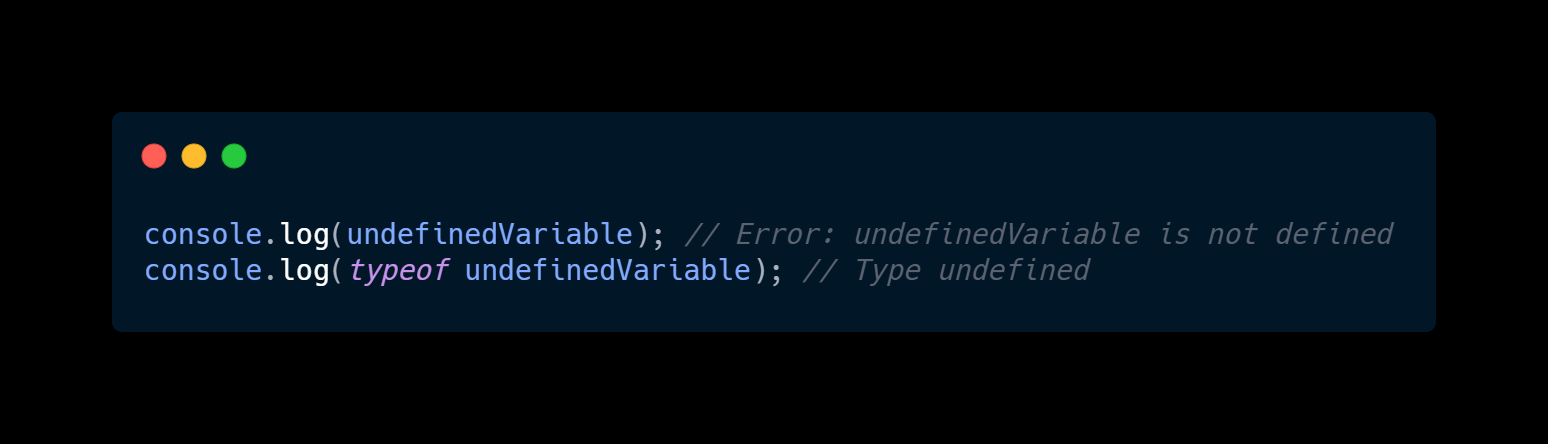 console.log(undefinedVariable); // Error: undefinedVariable is not defined
console.log(typeof undefinedVariable); // Type undefined